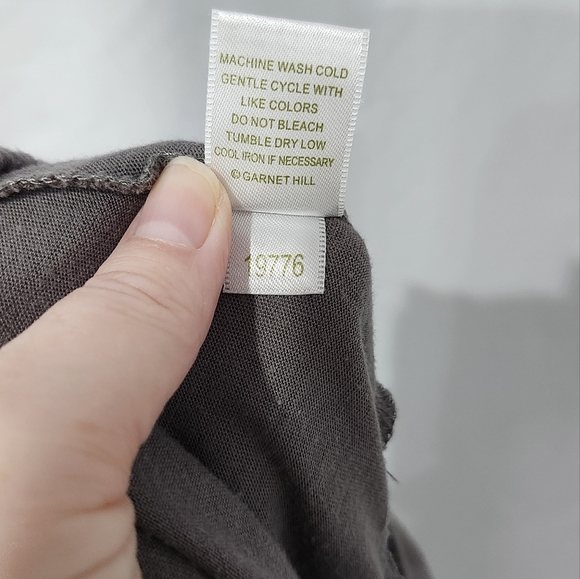 MACHINE WASH COLD
GENTLE CYCLE WITH
LIKE COLORS
DO NOT BLEACH
TUMBLE DRY LOW
COOL IRON IF NECESSARY
© GARNET HILL
19776